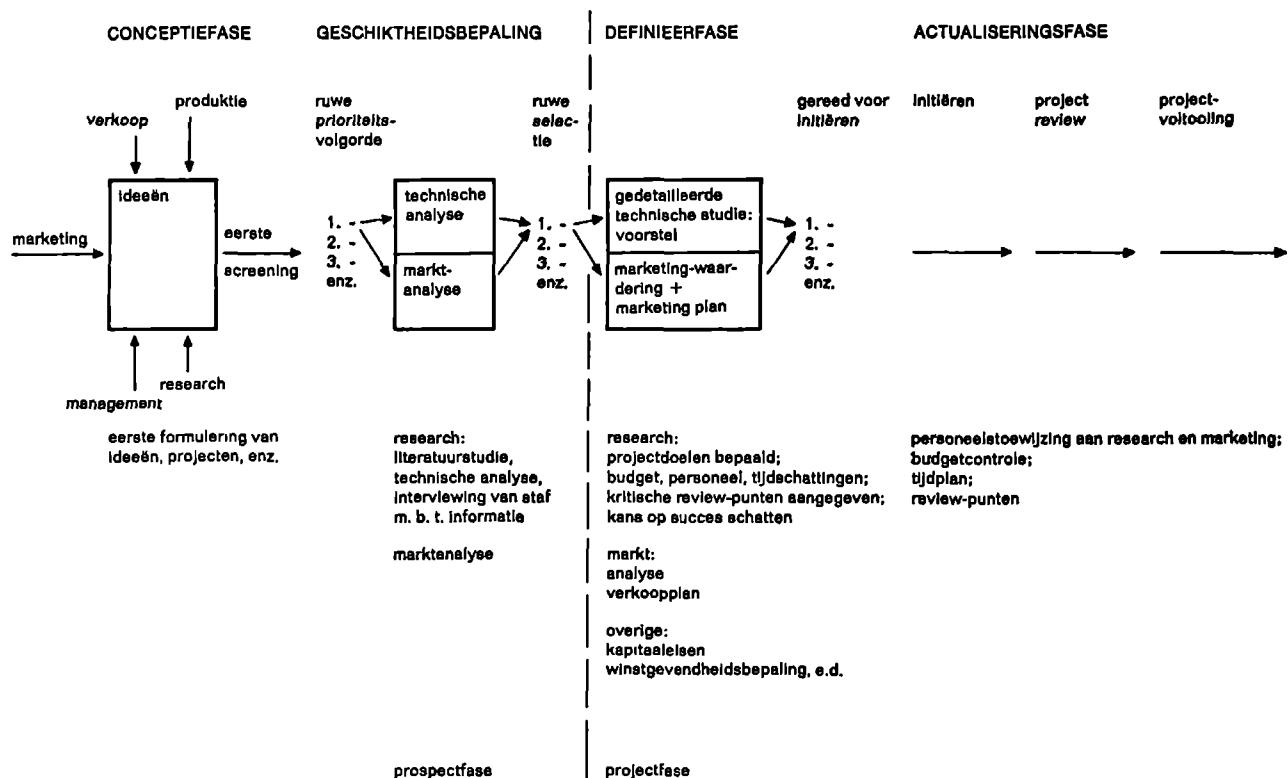 CONCEPTIEFASE
GESCHIKTHEIDSBEPALING
DEFINIEERFASE
ACTUALISERINGSFASE
produktie
verkoop
ruwe
prioriteits-
volgorde
ruwe
selec-
tie
gereed voor
initiëren
initiëren
project
review
project-
voltooiing
ideeën
marketing
eerste
screening
1. -
2. -
3. -
enz.
technische
analyse
markt-
analyse
1. -
2. -
3. -
enz.
gedetailleerde
technische studie:
voorstel
marketing-waar-
dering +
marketing plan
1. -
2. -
3. -
enz.
research
management
eerste formulering van
ideeën, projecten, enz.
research:
literatuurstudie,
technische analyse,
interviewing van staf
m. b. t. informatie
marktanalyse
research:
projectdoelen bepaald;
budget, personeel, tijdschattingen;
kritische review-punten aangegeven;
kans op succes schatten
markt:
analyse
verkoopplan
overige:
kapitaaleisen
winstgevendheidsbepaling, e.d.
personeelstoewijzing aan research en marketing;
budgetcontrole;
tijdplan;
review-punten
prospectfase
projectfase